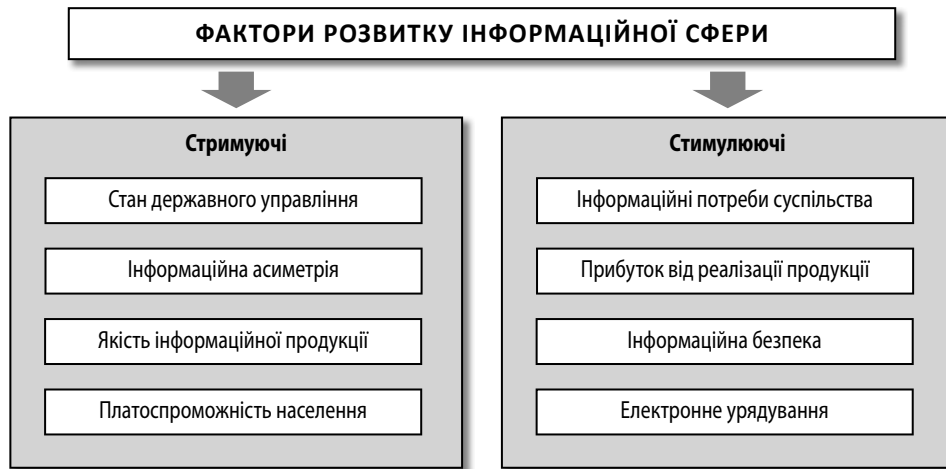 ФАКТОРИ РОЗВИТКУ ІНФОРМАЦІЙНОЇ СФЕРИ
Стримуючі
Стан державного управління
Інформаційна асиметрія
Якість інформаційної продукції
Платоспроможність населення
Стимулюючі
Інформаційні потреби суспільства
Прибуток від реалізації продукції
Інформаційна безпека
Електронне урядування